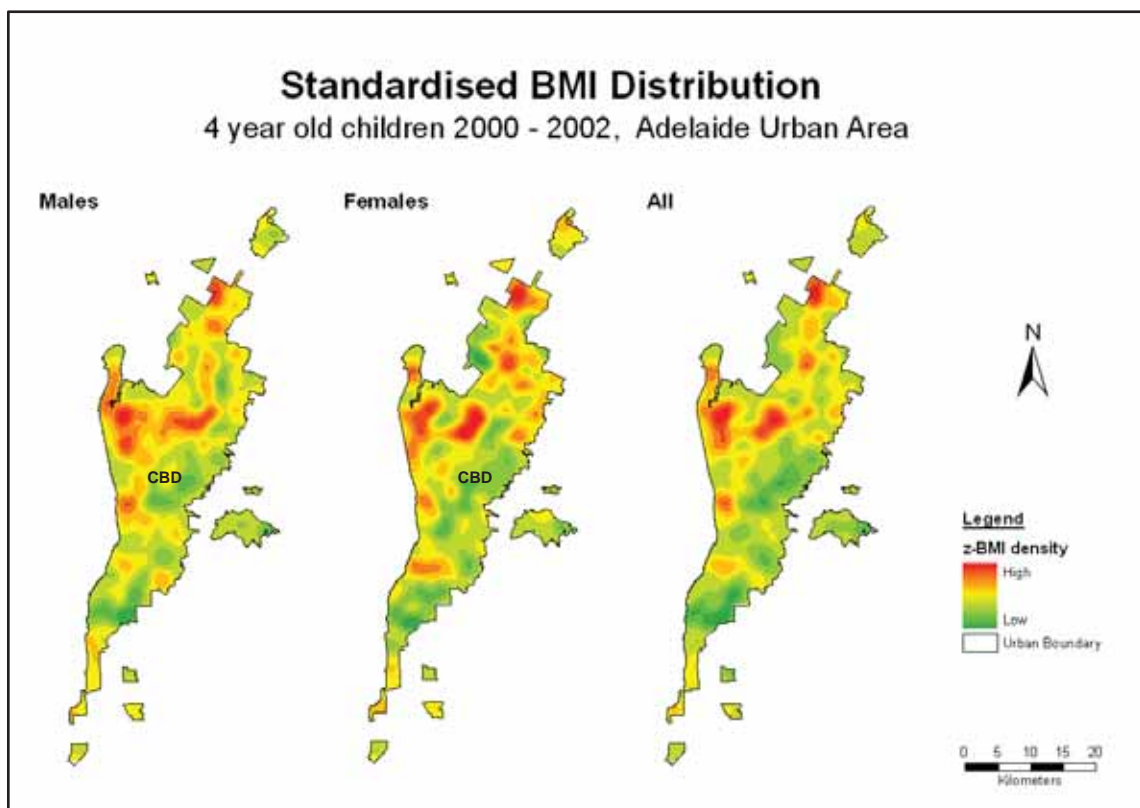 Standardised BMI Distribution
4 year old children 2000 - 2002, Adelaide Urban Area
Males
Females
All
CBD
CBD
N
Legend
z-BMI density
High
Low
Urban Boundary
0 5 10 15 20
Kilometers